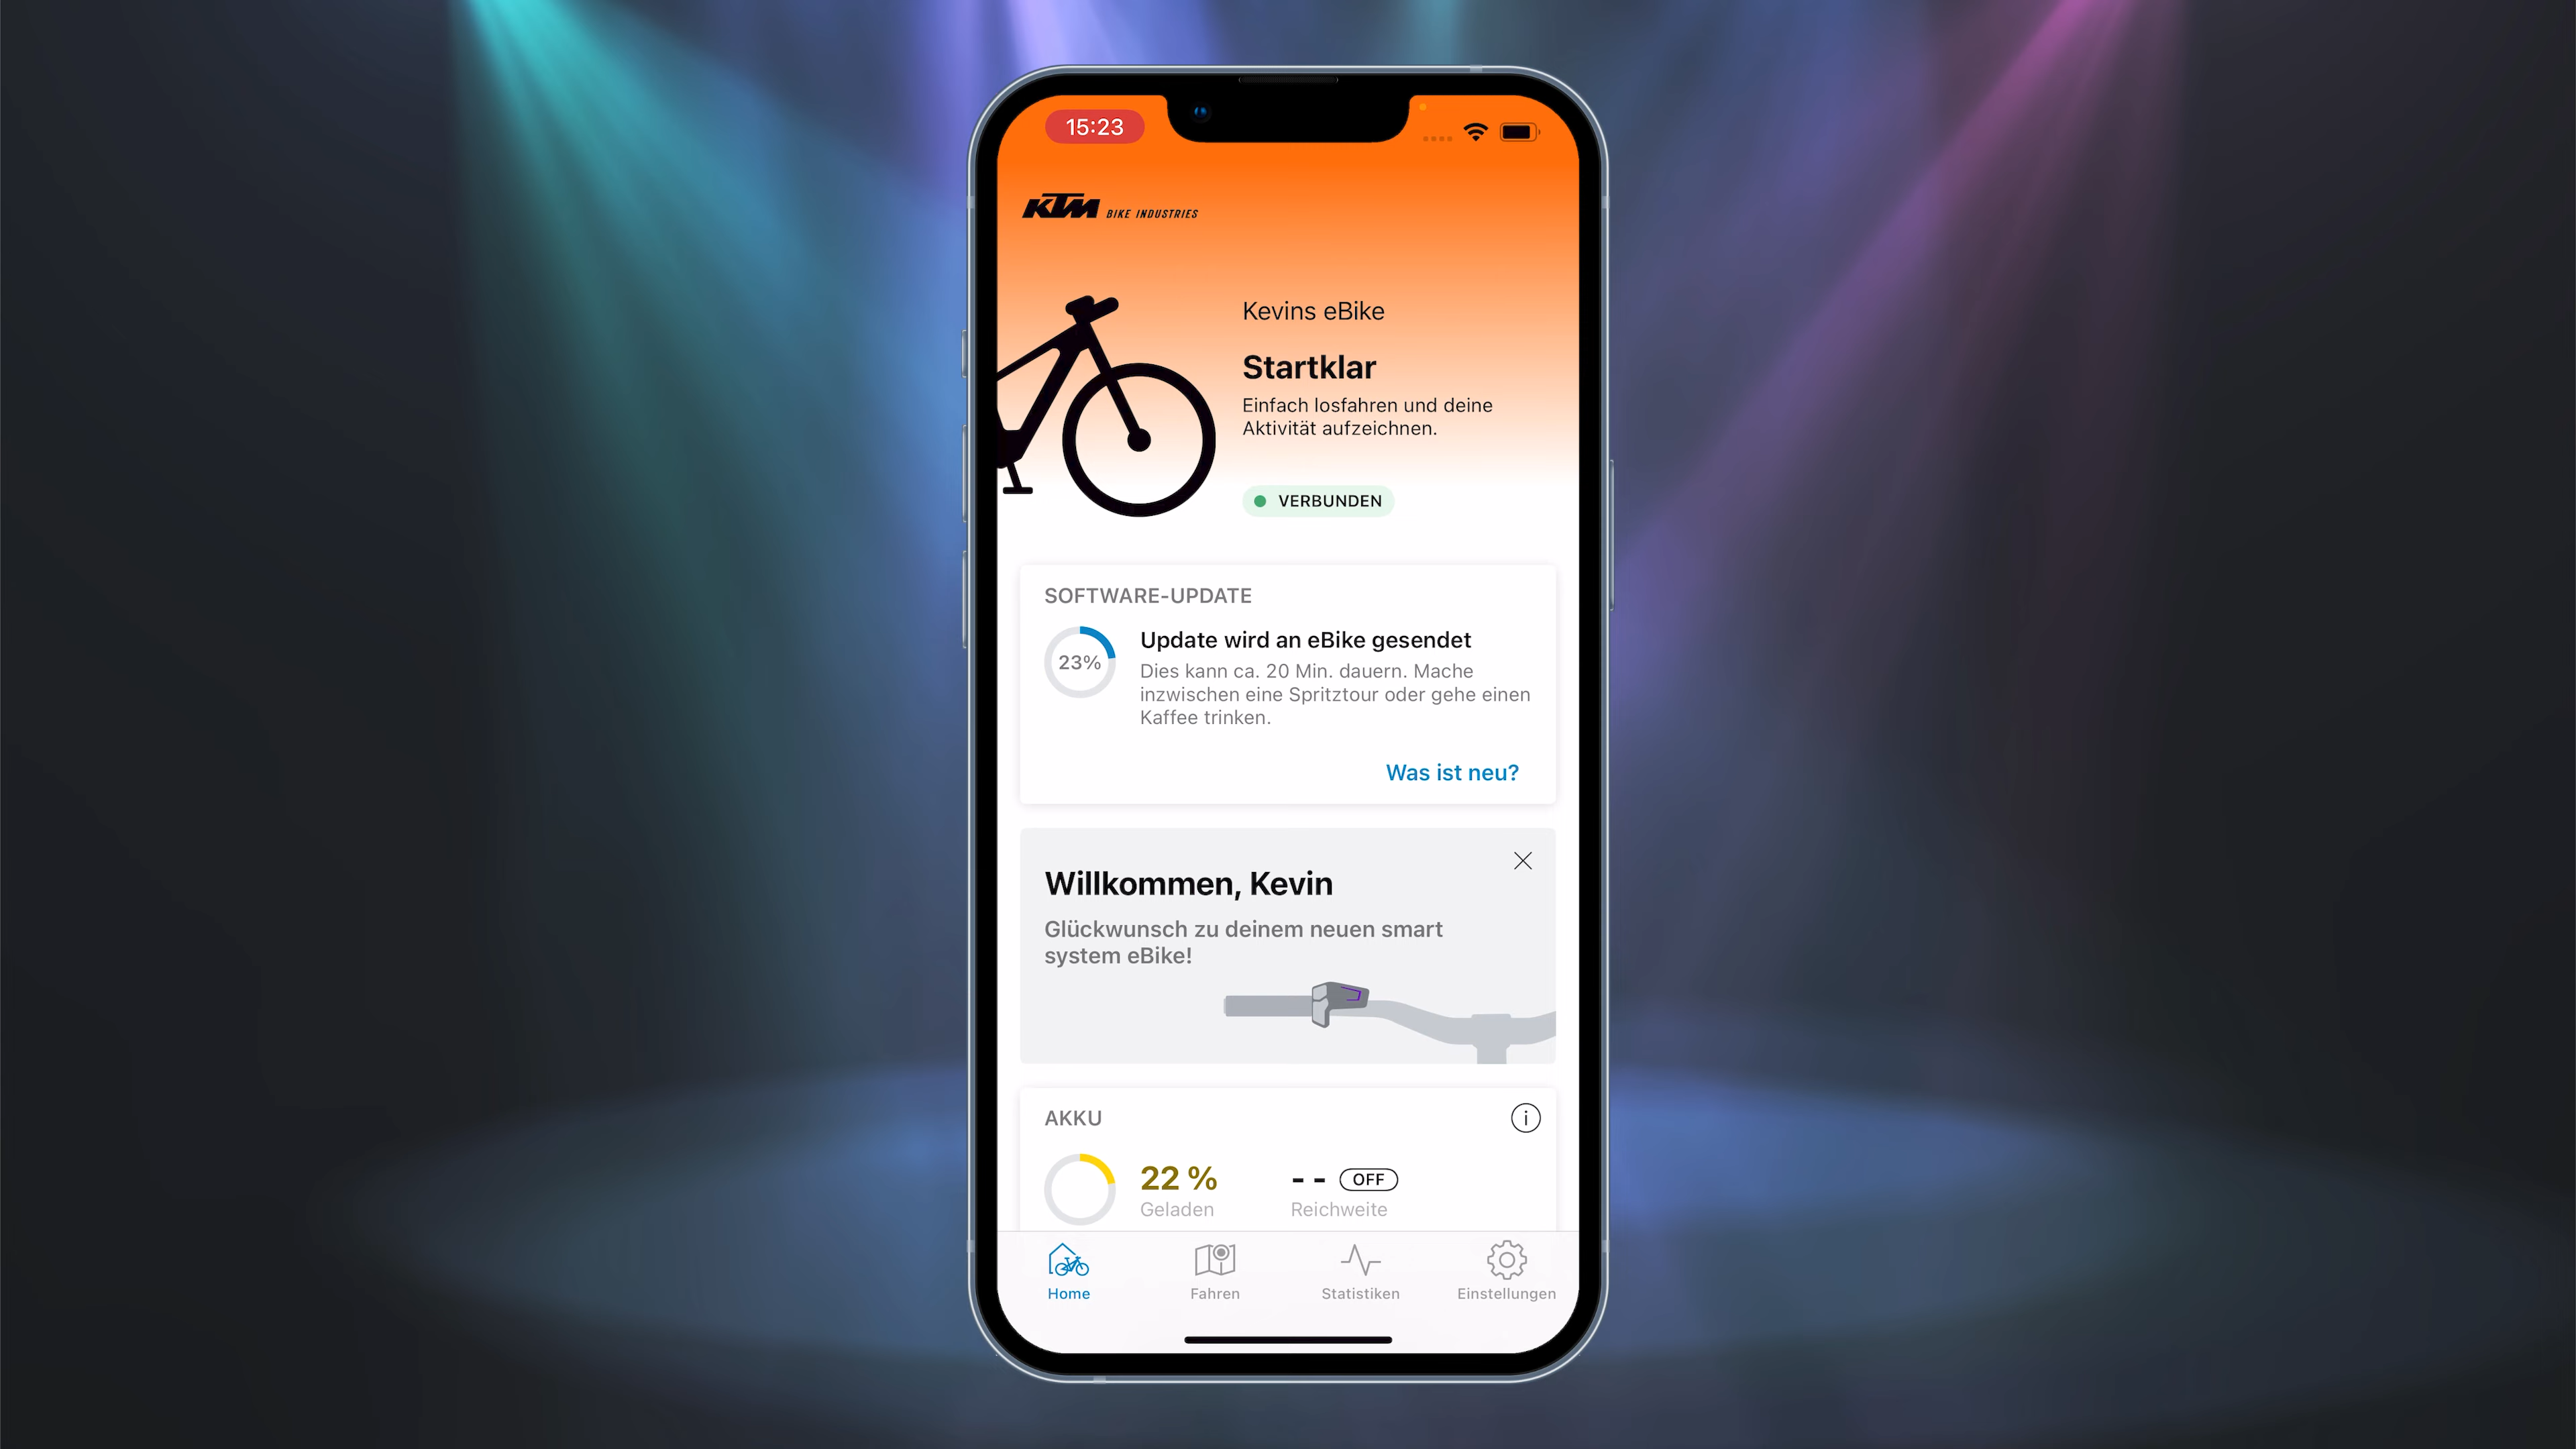 15:23
KTM BIKE INDUSTRIES
Kevins eBike
Startklar
Einfach losfahren und deine
Aktivität aufzeichnen.
VERBUNDEN
SOFTWARE-UPDATE
23%
Update wird an eBike gesendet
Dies kann ca. 20 Min. dauern. Mache
inzwischen eine Spritztour oder gehe einen
Kaffee trinken.
Was ist neu?
Willkommen, Kevin
Glückwunsch zu deinem neuen smart
system eBike!
AKKU
22 %
Geladen
-- OFF
Reichweite
Home
Fahren
Statistiken
Einstellungen